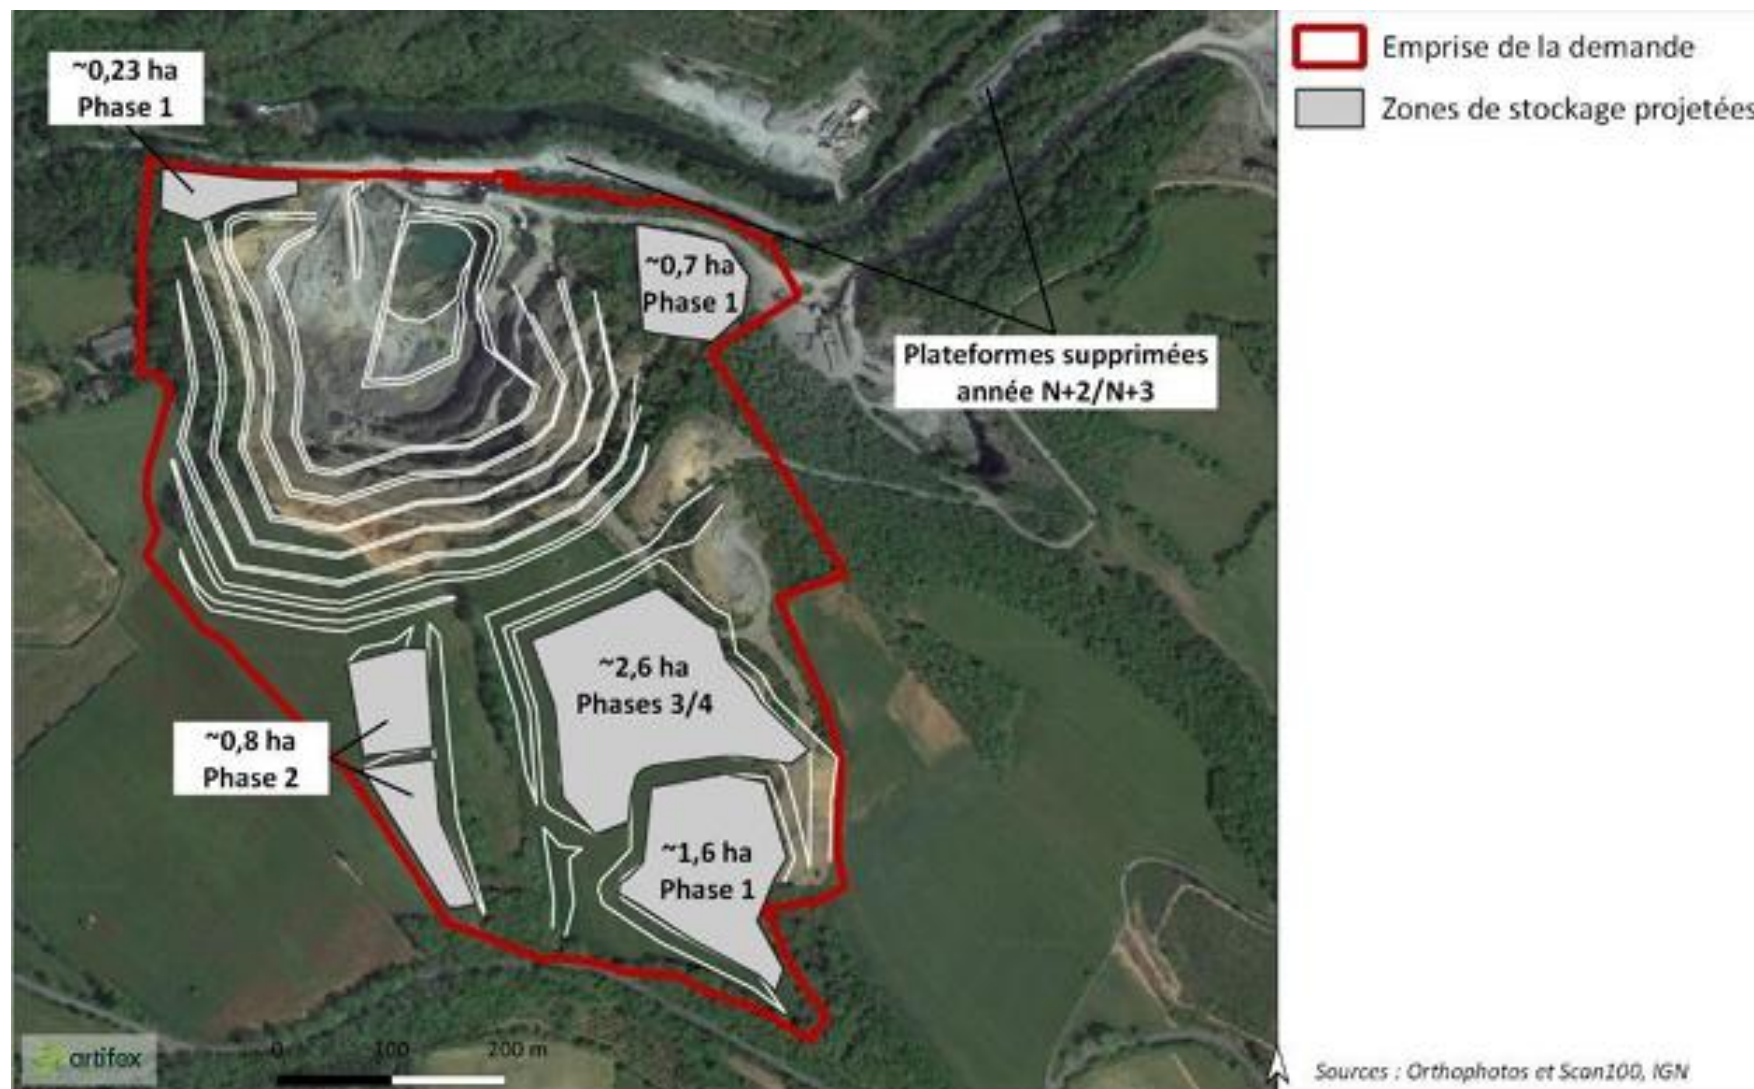 ~0,23 ha
Phase 1
Emprise de la demande
Zones de stockage projetées
~0,7 ha
Phase 1
Plateformes supprimées
année N+2/N+3
~2,6 ha
Phases 3/4
~0,8 ha
Phase 2
~1,6 ha
Phase 1
artifex
0 100 200 m
Sources : Orthophotos et Scan100, IGN